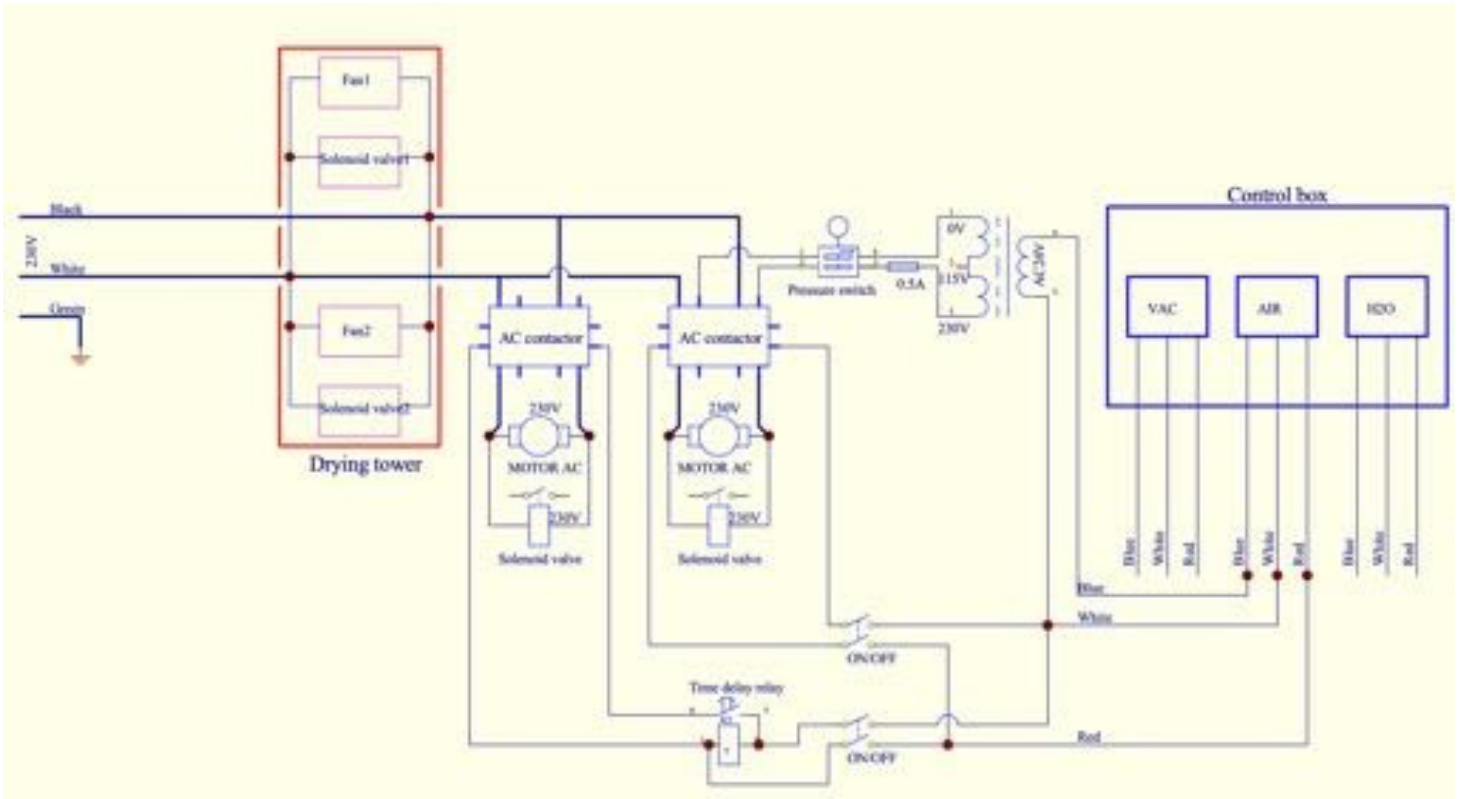 Fan1
Solenoid valve1
Black
230V
White
Green
Fan2
Solenoid valve2
Drying tower
AC contactor
AC contactor
230V
MOTOR AC
230V
Solenoid valve
230V
MOTOR AC
230V
Solenoid valve
Pressure switch
0.5A
0V
115V
230V
AC24V
Control box
VAC
AIR
H2O
Blue
White
Red
Blue
White
Red
Blue
White
Red
Blue
White
ON/OFF
Time delay relay
Red
ON/OFF